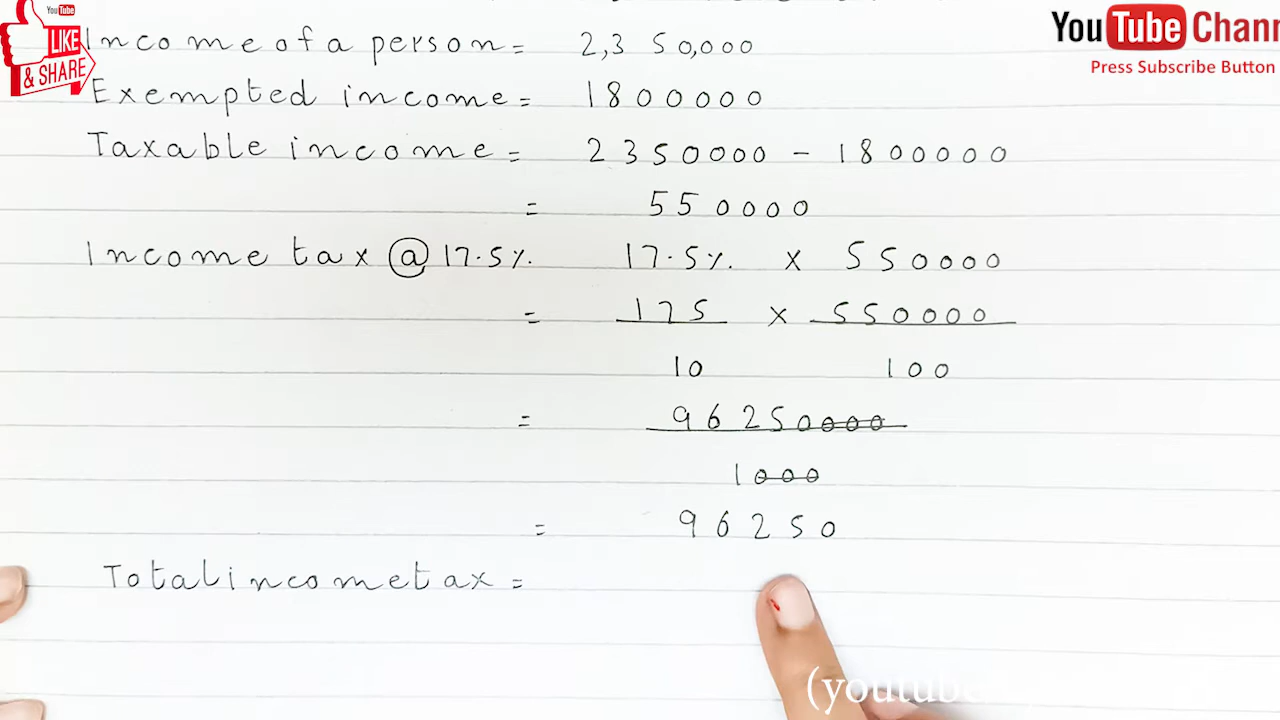 YouTube
LIKE
& SHARE
YouTube Chann
Press Subscribe Button
Income of a person = 2,350,000
Exempted income = 1800000
Taxable income = 2350000 - 1800000
= 550000
Income tax @ 17.5%. 17.5%. x 550000
= 175 x 550000
10 100
= 96250000
1000
= 96250
Total income tax =
(youtube